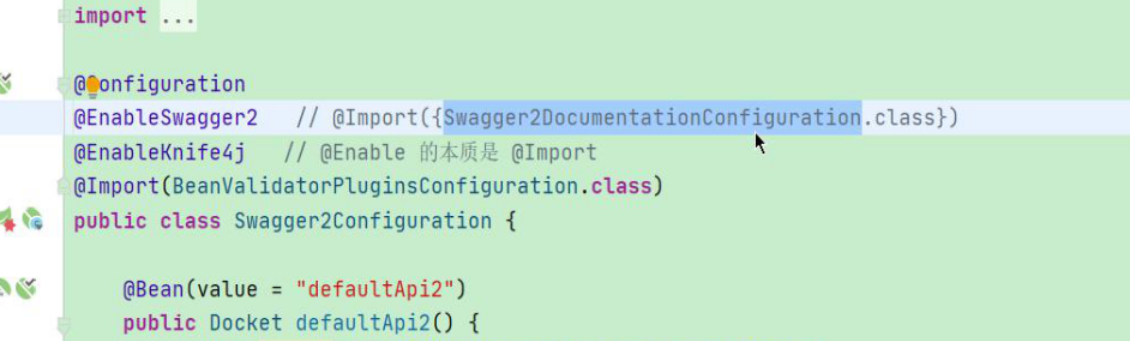 import ...
@Configuration
@EnableSwagger2 // @Import({Swagger2DocumentationConfiguration.class})
@EnableKnife4j // @Enable 的本质是 @Import
@Import(BeanValidatorPluginsConfiguration.class)
public class Swagger2Configuration {
@Bean(value = "defaultApi2")
public Docket defaultApi2() {